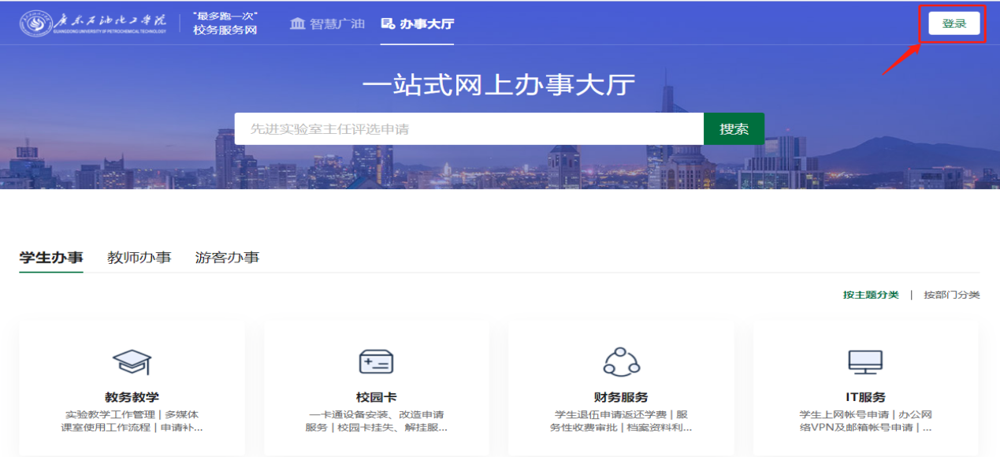 广东石油化工学院
GUANGDONG UNIVERSITY OF PETROCHEMICAL TECHNOLOGY
“最多跑一次”
校务服务网
智慧广油
办事大厅
登录
一站式网上办事大厅
先进实验室主任评选申请
搜索
学生办事
教师办事
游客办事
按主题分类 | 按部门分类
教务教学
实验教学工作管理 | 多媒体
课室使用工作流程 | 申请补...
校园卡
一卡通设备安装、改造申请
服务 | 校园卡挂失、解挂服...
财务服务
学生退伍申请返还学费 | 服
务性收费审批 | 档案资料利...
IT服务
学生上网帐号申请 | 办公网
络VPN及邮箱帐号申请 | ...